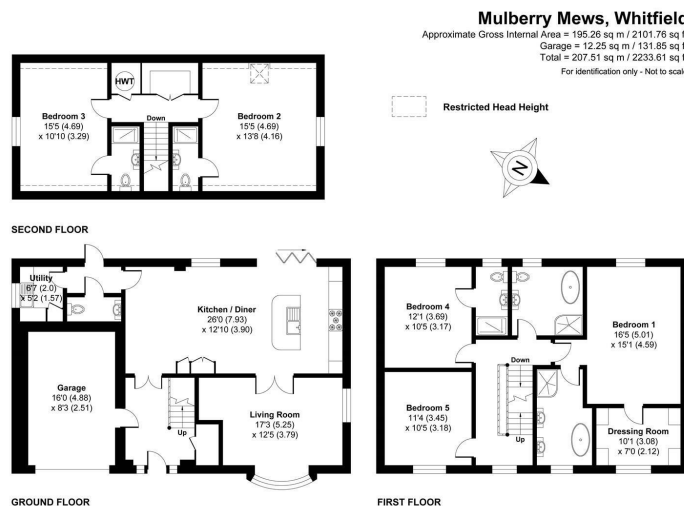 Mulberry Mews, Whitfield
Approximate Gross Internal Area = 195.26 sq m / 2101.76 sq f
Garage = 12.25 sq m / 131.85 sq f
Total = 207.51 sq m / 2233.61 sq f
For identification only - Not to scale
Restricted Head Height
N
HWT
Bedroom 3
15'5 (4.69)
x 10'10 (3.29)
Down
Bedroom 2
15'5 (4.69)
x 13'8 (4.16)
SECOND FLOOR
Utility
6'7 (2.0)
x 5'2 (1.57)
Kitchen / Diner
26'0 (7.93)
x 12'10 (3.90)
Garage
16'0 (4.88)
x 8'3 (2.51)
Up
Living Room
17'3 (5.25)
x 12'5 (3.79)
GROUND FLOOR
Bedroom 4
12'1 (3.69)
x 10'5 (3.17)
Bedroom 1
16'5 (5.01)
x 15'1 (4.59)
Down
Bedroom 5
11'4 (3.45)
x 10'5 (3.18)
Up
Dressing Room
10'1 (3.08)
x 7'0 (2.12)
FIRST FLOOR